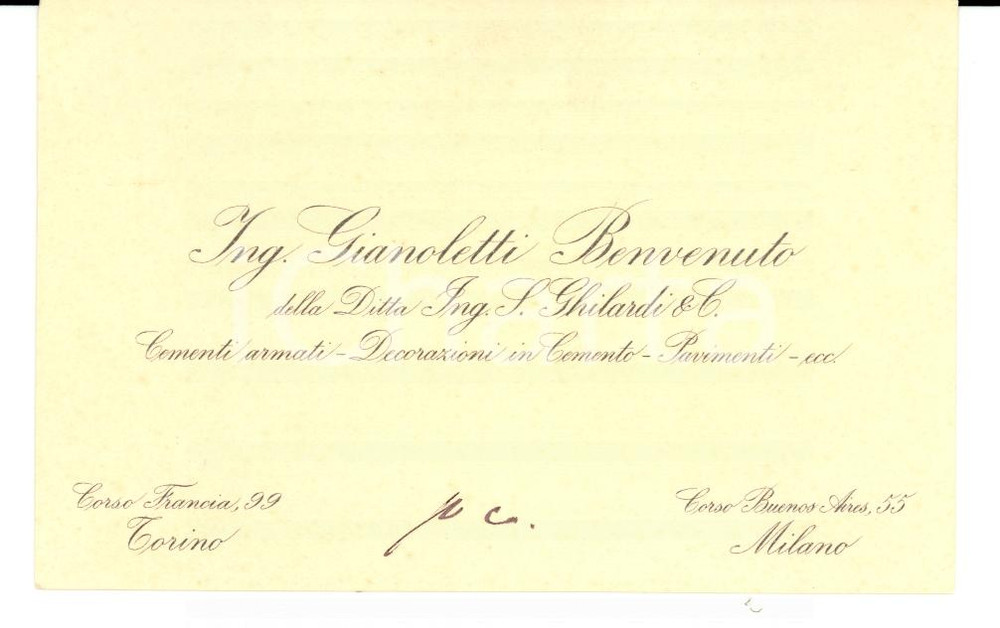 Ing. Gianoletti Benvenuto
della Ditta Ing. S. Ghilardi & C.
Cementi armati - Decorazioni in Cemento - Pavimenti - ecc.
Corso Francia, 99
Torino
p c.
Corso Buenos Aires, 55
Milano